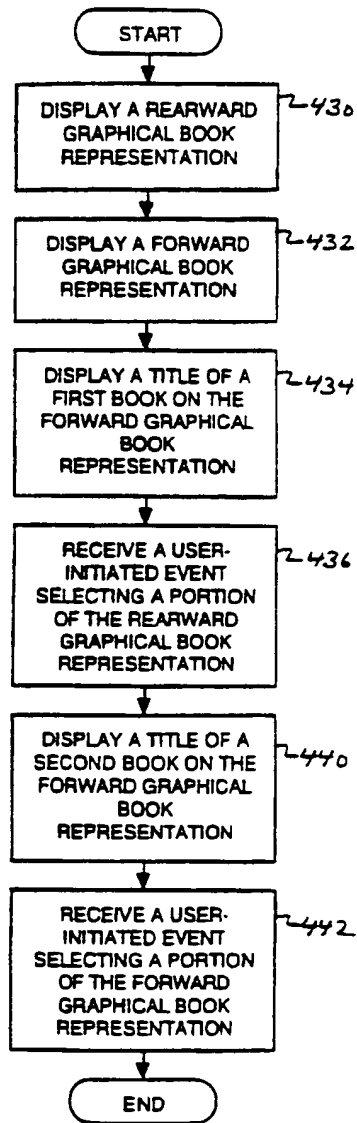 START
DISPLAY A REARWARD
GRAPHICAL BOOK
REPRESENTATION
430
DISPLAY A FORWARD
GRAPHICAL BOOK
REPRESENTATION
432
DISPLAY A TITLE OF A
FIRST BOOK ON THE
FORWARD GRAPHICAL
BOOK
REPRESENTATION
434
RECEIVE A USER-
INITIATED EVENT
SELECTING A PORTION
OF THE REARWARD
GRAPHICAL BOOK
REPRESENTATION
436
DISPLAY A TITLE OF A
SECOND BOOK ON THE
FORWARD GRAPHICAL
BOOK
REPRESENTATION
440
RECEIVE A USER-
INITIATED EVENT
SELECTING A PORTION
OF THE FORWARD
GRAPHICAL BOOK
REPRESENTATION
442
END